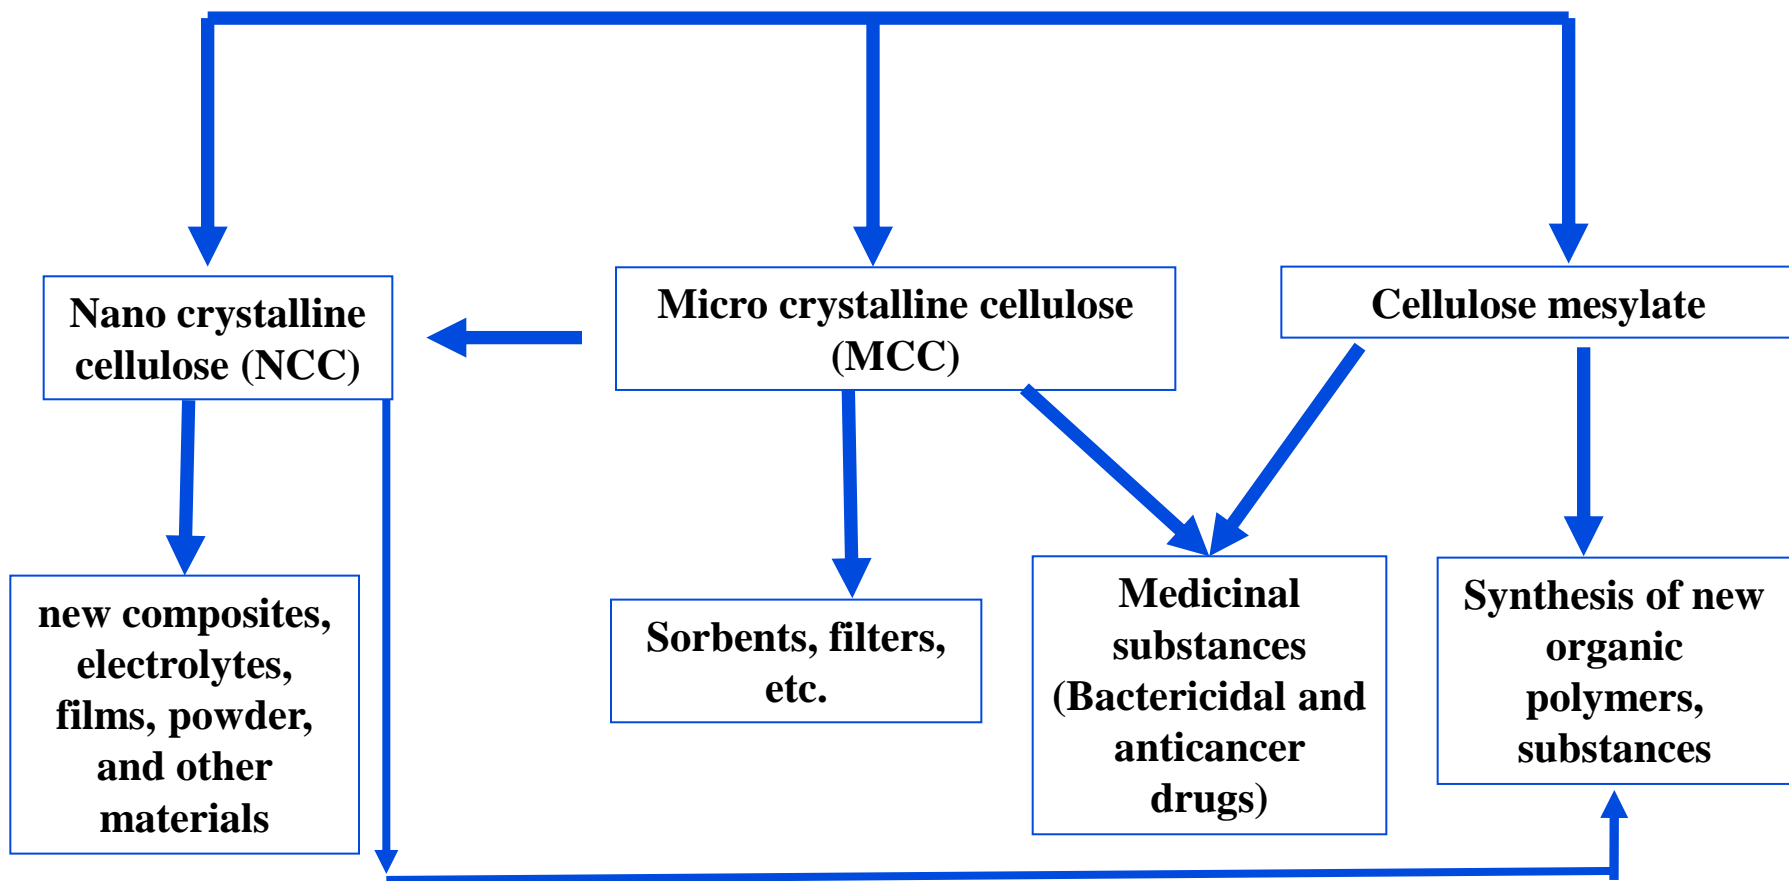 Nano crystalline
cellulose (NCC)
Micro crystalline cellulose
(MCC)
Cellulose mesylate
new composites,
electrolytes,
films, powder,
and other
materials
Sorbents, filters,
etc.
Medicinal
substances
(Bactericidal and
anticancer
drugs)
Synthesis of new
organic
polymers,
substances